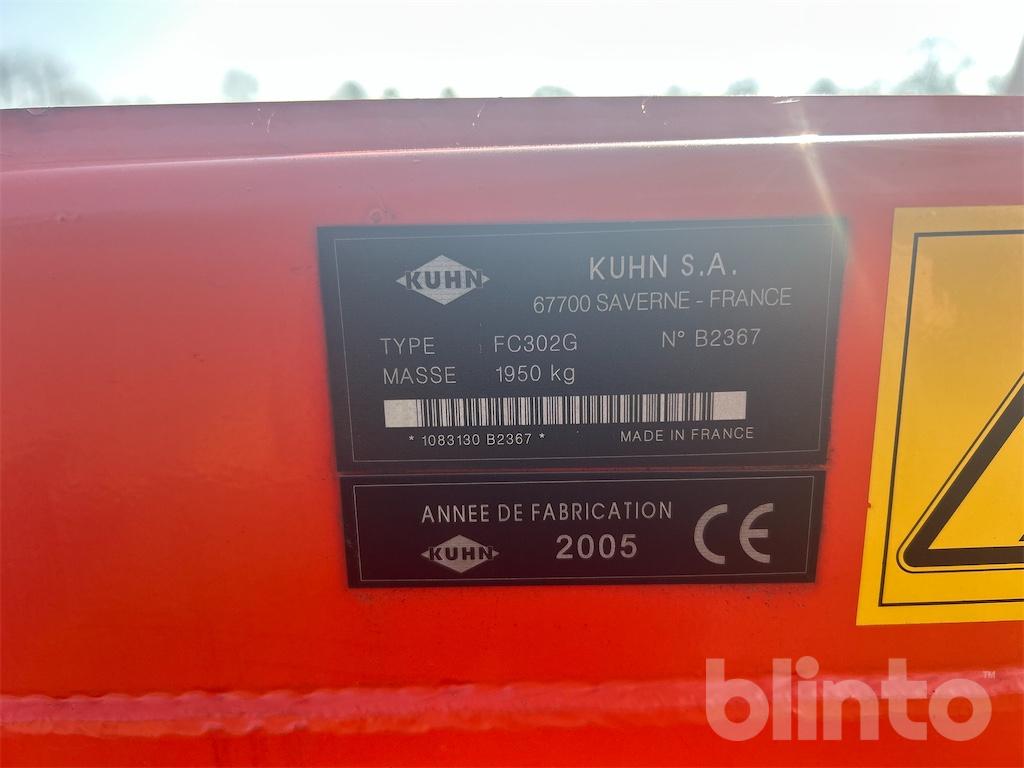 KUHN
KUHN S.A.
67700 SAVERNE - FRANCE
TYPE FC302G N° B2367
MASSE 1950 kg
* 1083130 B2367 * MADE IN FRANCE
ANNEE DE FABRICATION
KUHN 2005 CE
blinto™